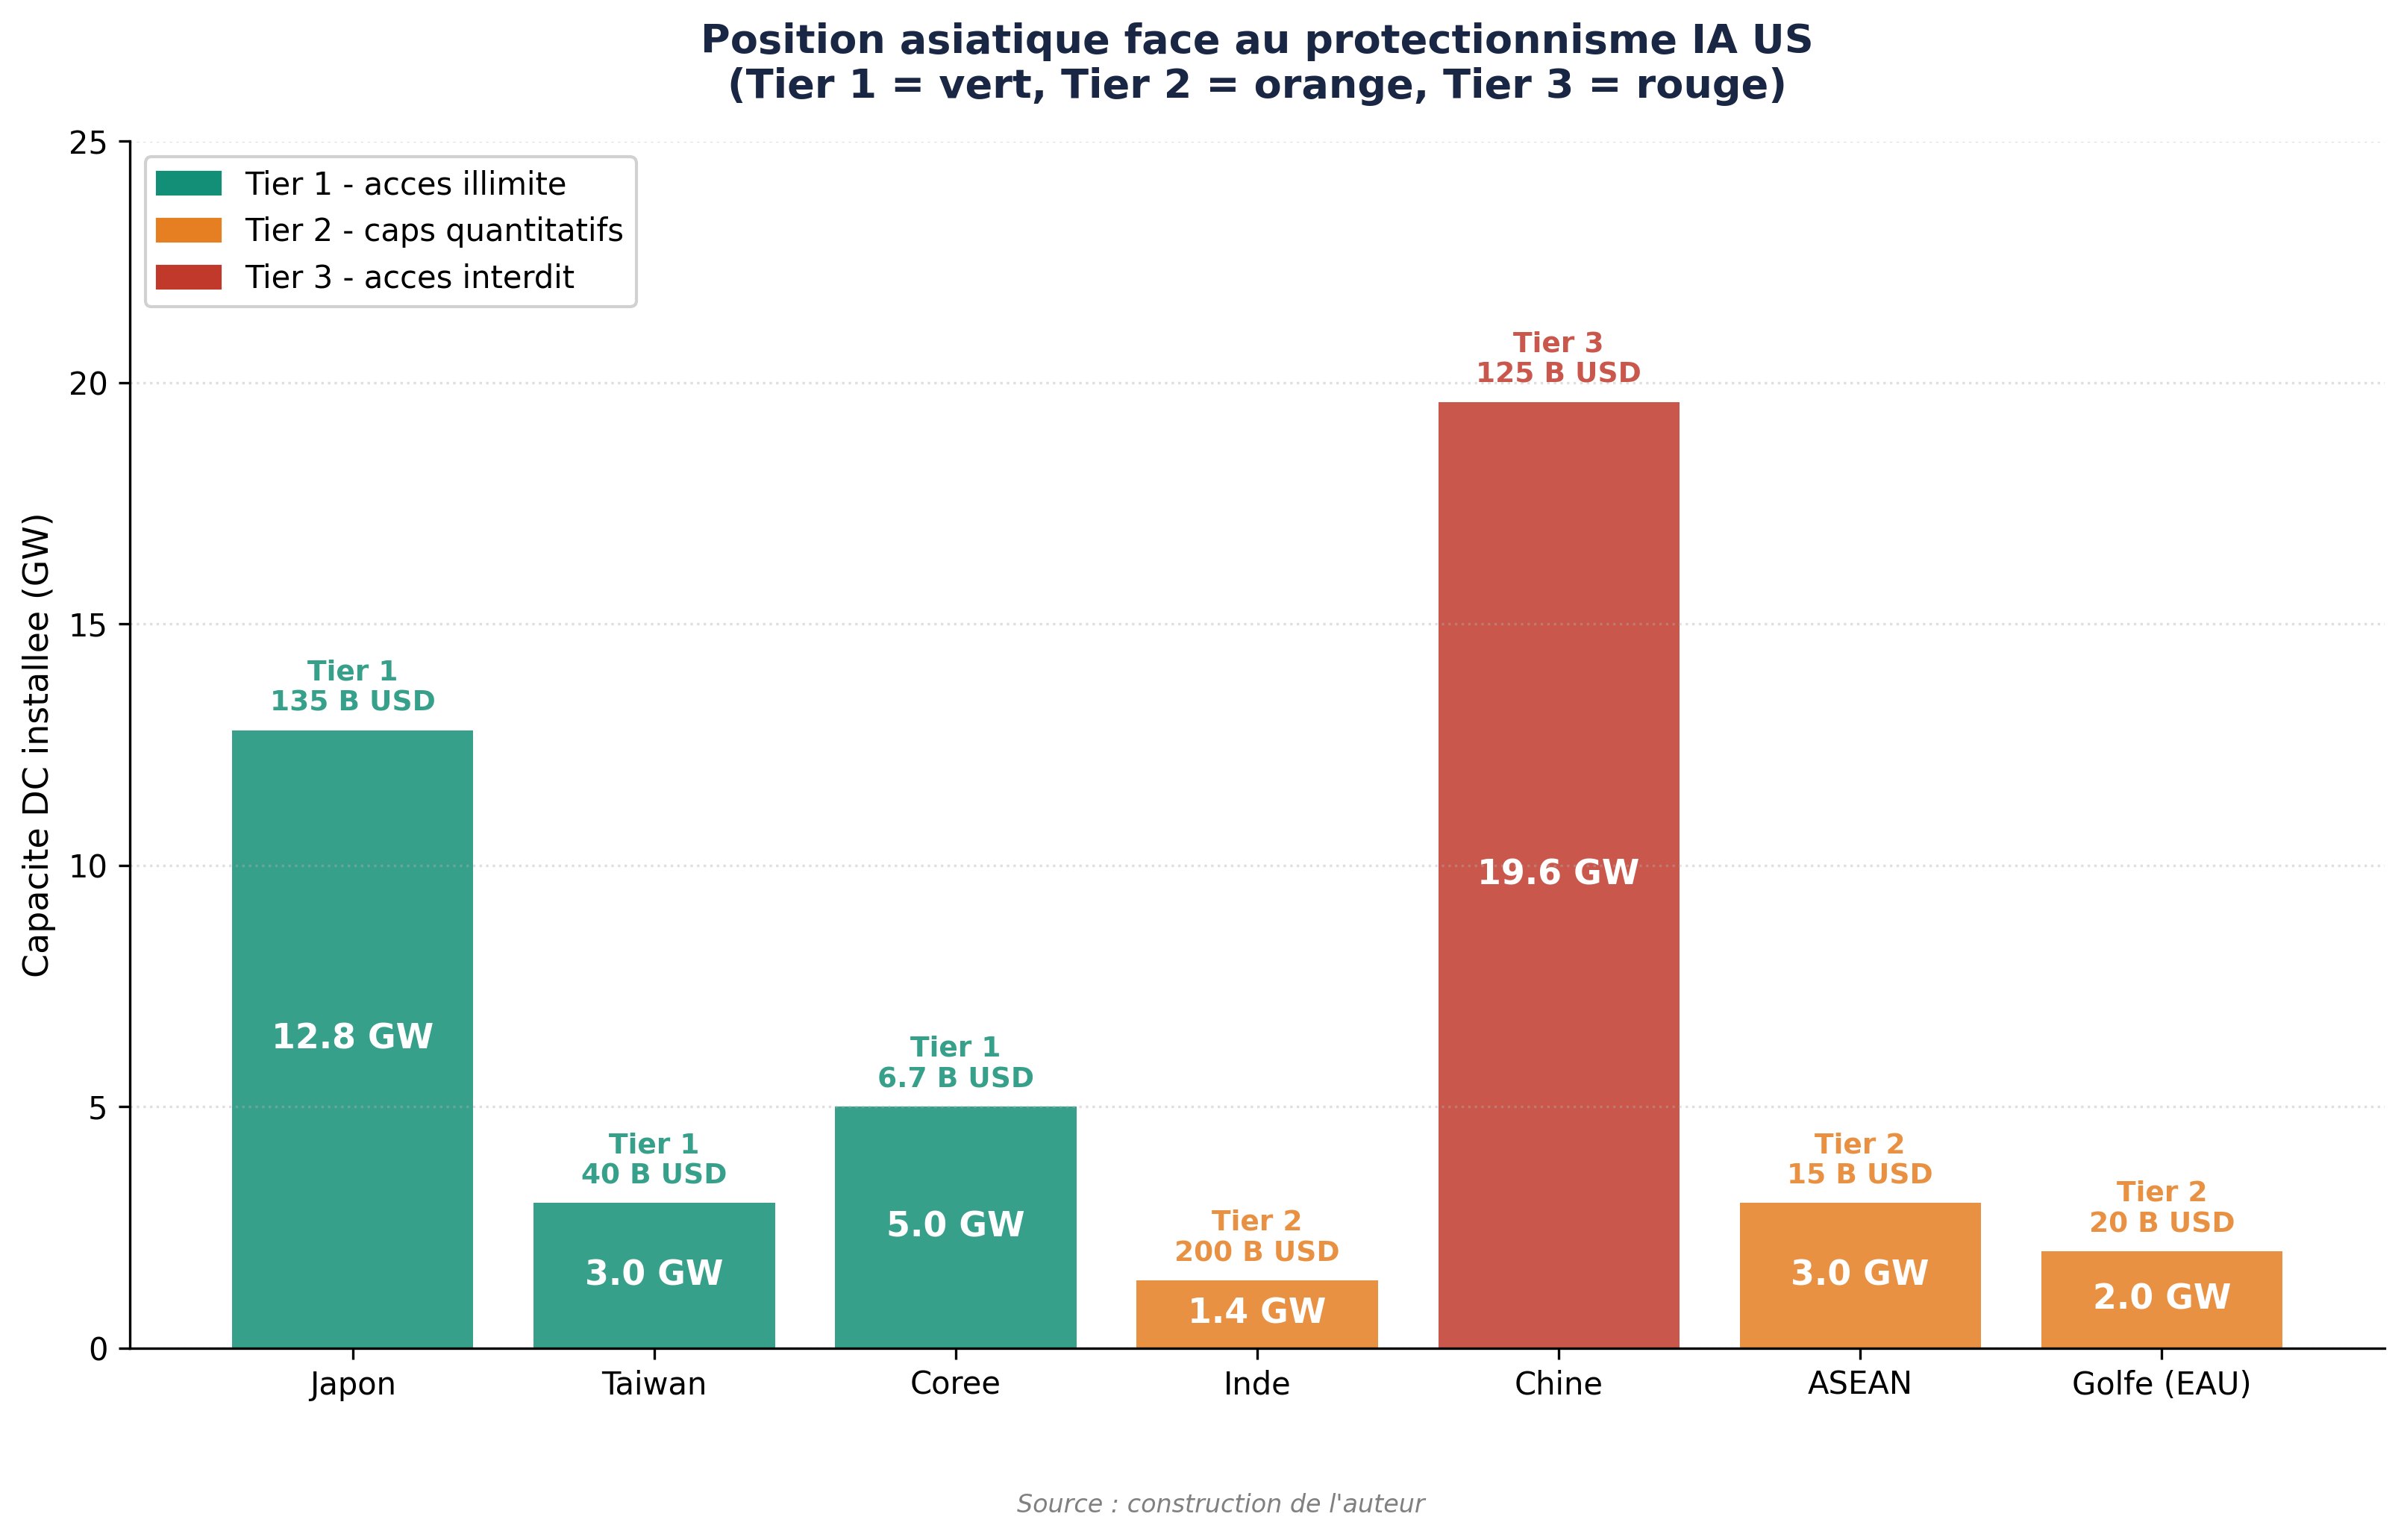 Position asiatique face au protectionnisme IA US
(Tier 1 = vert, Tier 2 = orange, Tier 3 = rouge)
Tier 1 - acces illimite
Tier 2 - caps quantitatifs
Tier 3 - acces interdit
Capacite DC installee (GW)
25
20
15
10
5
0
Tier 1
135 B USD
12.8 GW
Tier 1
40 B USD
3.0 GW
Tier 1
6.7 B USD
5.0 GW
Tier 2
200 B USD
1.4 GW
Tier 3
125 B USD
19.6 GW
Tier 2
15 B USD
3.0 GW
Tier 2
20 B USD
2.0 GW
Japon
Taiwan
Coree
Inde
Chine
ASEAN
Golfe (EAU)
Source : construction de l'auteur